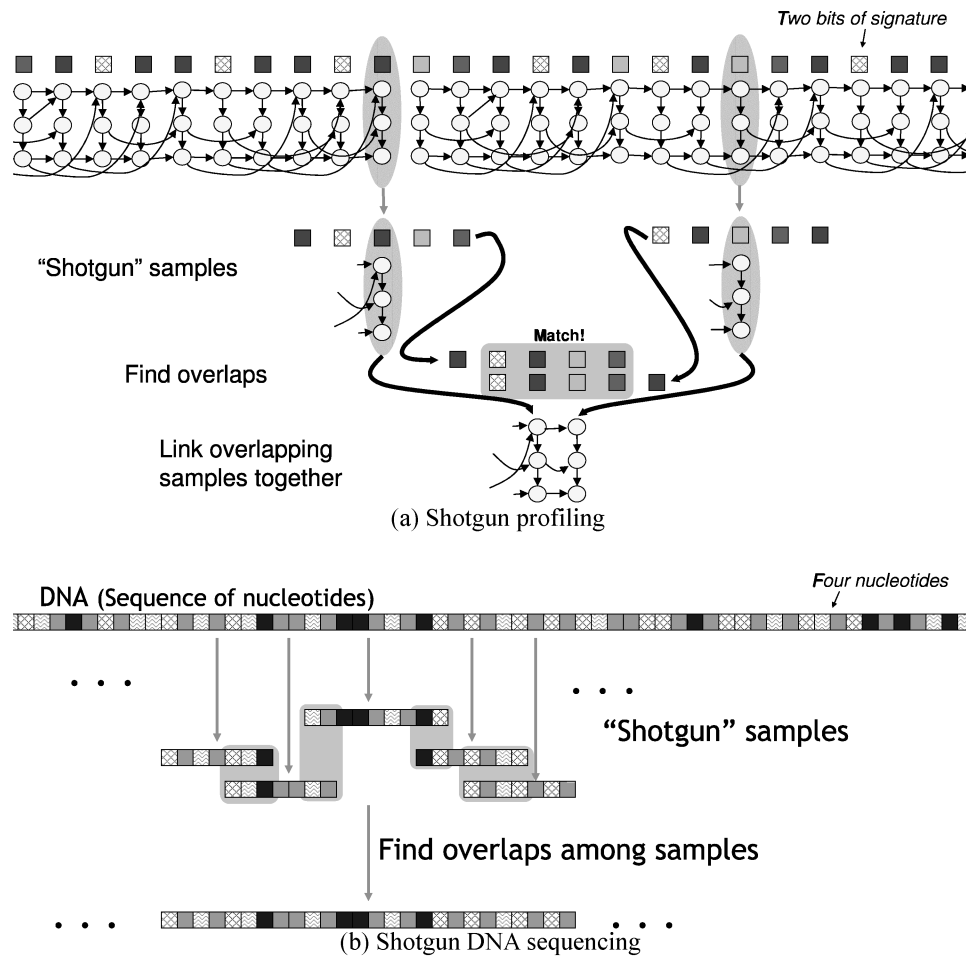 Two bits of signature
“Shotgun” samples
Match!
Find overlaps
Link overlapping
samples together
(a) Shotgun profiling
Four nucleotides
DNA (Sequence of nucleotides)
. . .
. . .
“Shotgun” samples
Find overlaps among samples
. . .
. . .
(b) Shotgun DNA sequencing